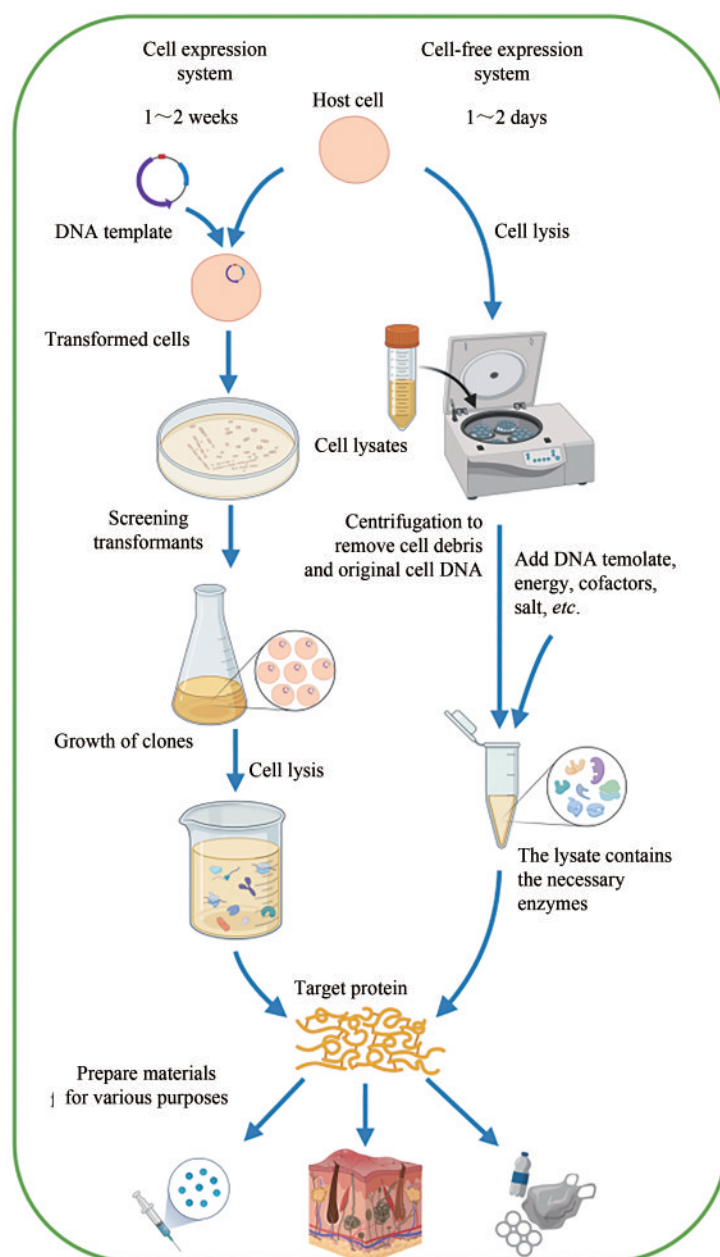 Cell expression
system
1～2 weeks
Cell-free expression
system
1～2 days
Host cell
DNA template
Cell lysis
Transformed cells
Cell lysates
Screening
transformants
Centrifugation to
remove cell debris
and original cell DNA
Add DNA temolate,
energy, cofactors,
salt, etc.
Growth of clones
Cell lysis
The lysate contains
the necessary
enzymes
Target protein
Prepare materials
for various purposes